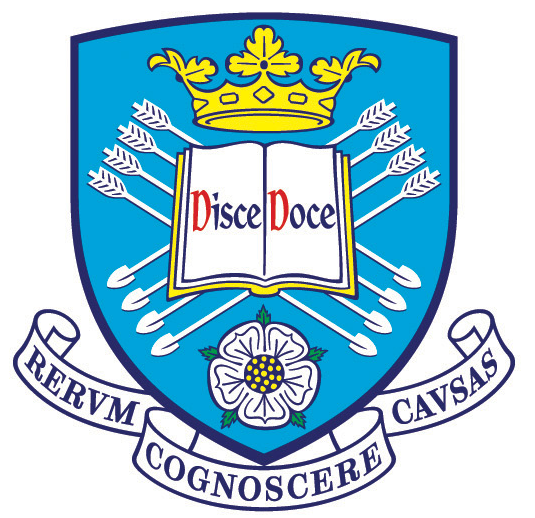 Disce Doce
RERVM
COGNOSCERE
CAVSAS